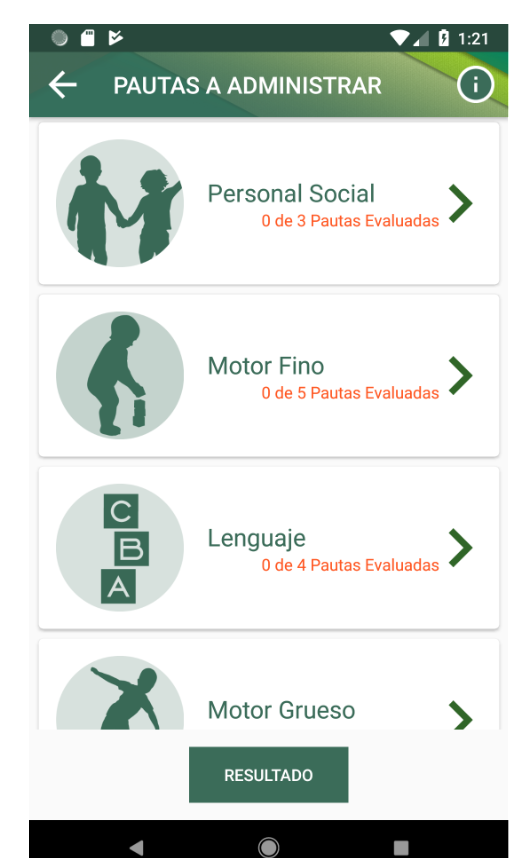 1:21
PAUTAS A ADMINISTRAR
Personal Social
0 de 3 Pautas Evaluadas
Motor Fino
0 de 5 Pautas Evaluadas
C
B
A
Lenguaje
0 de 4 Pautas Evaluadas
Motor Grueso
RESULTADO